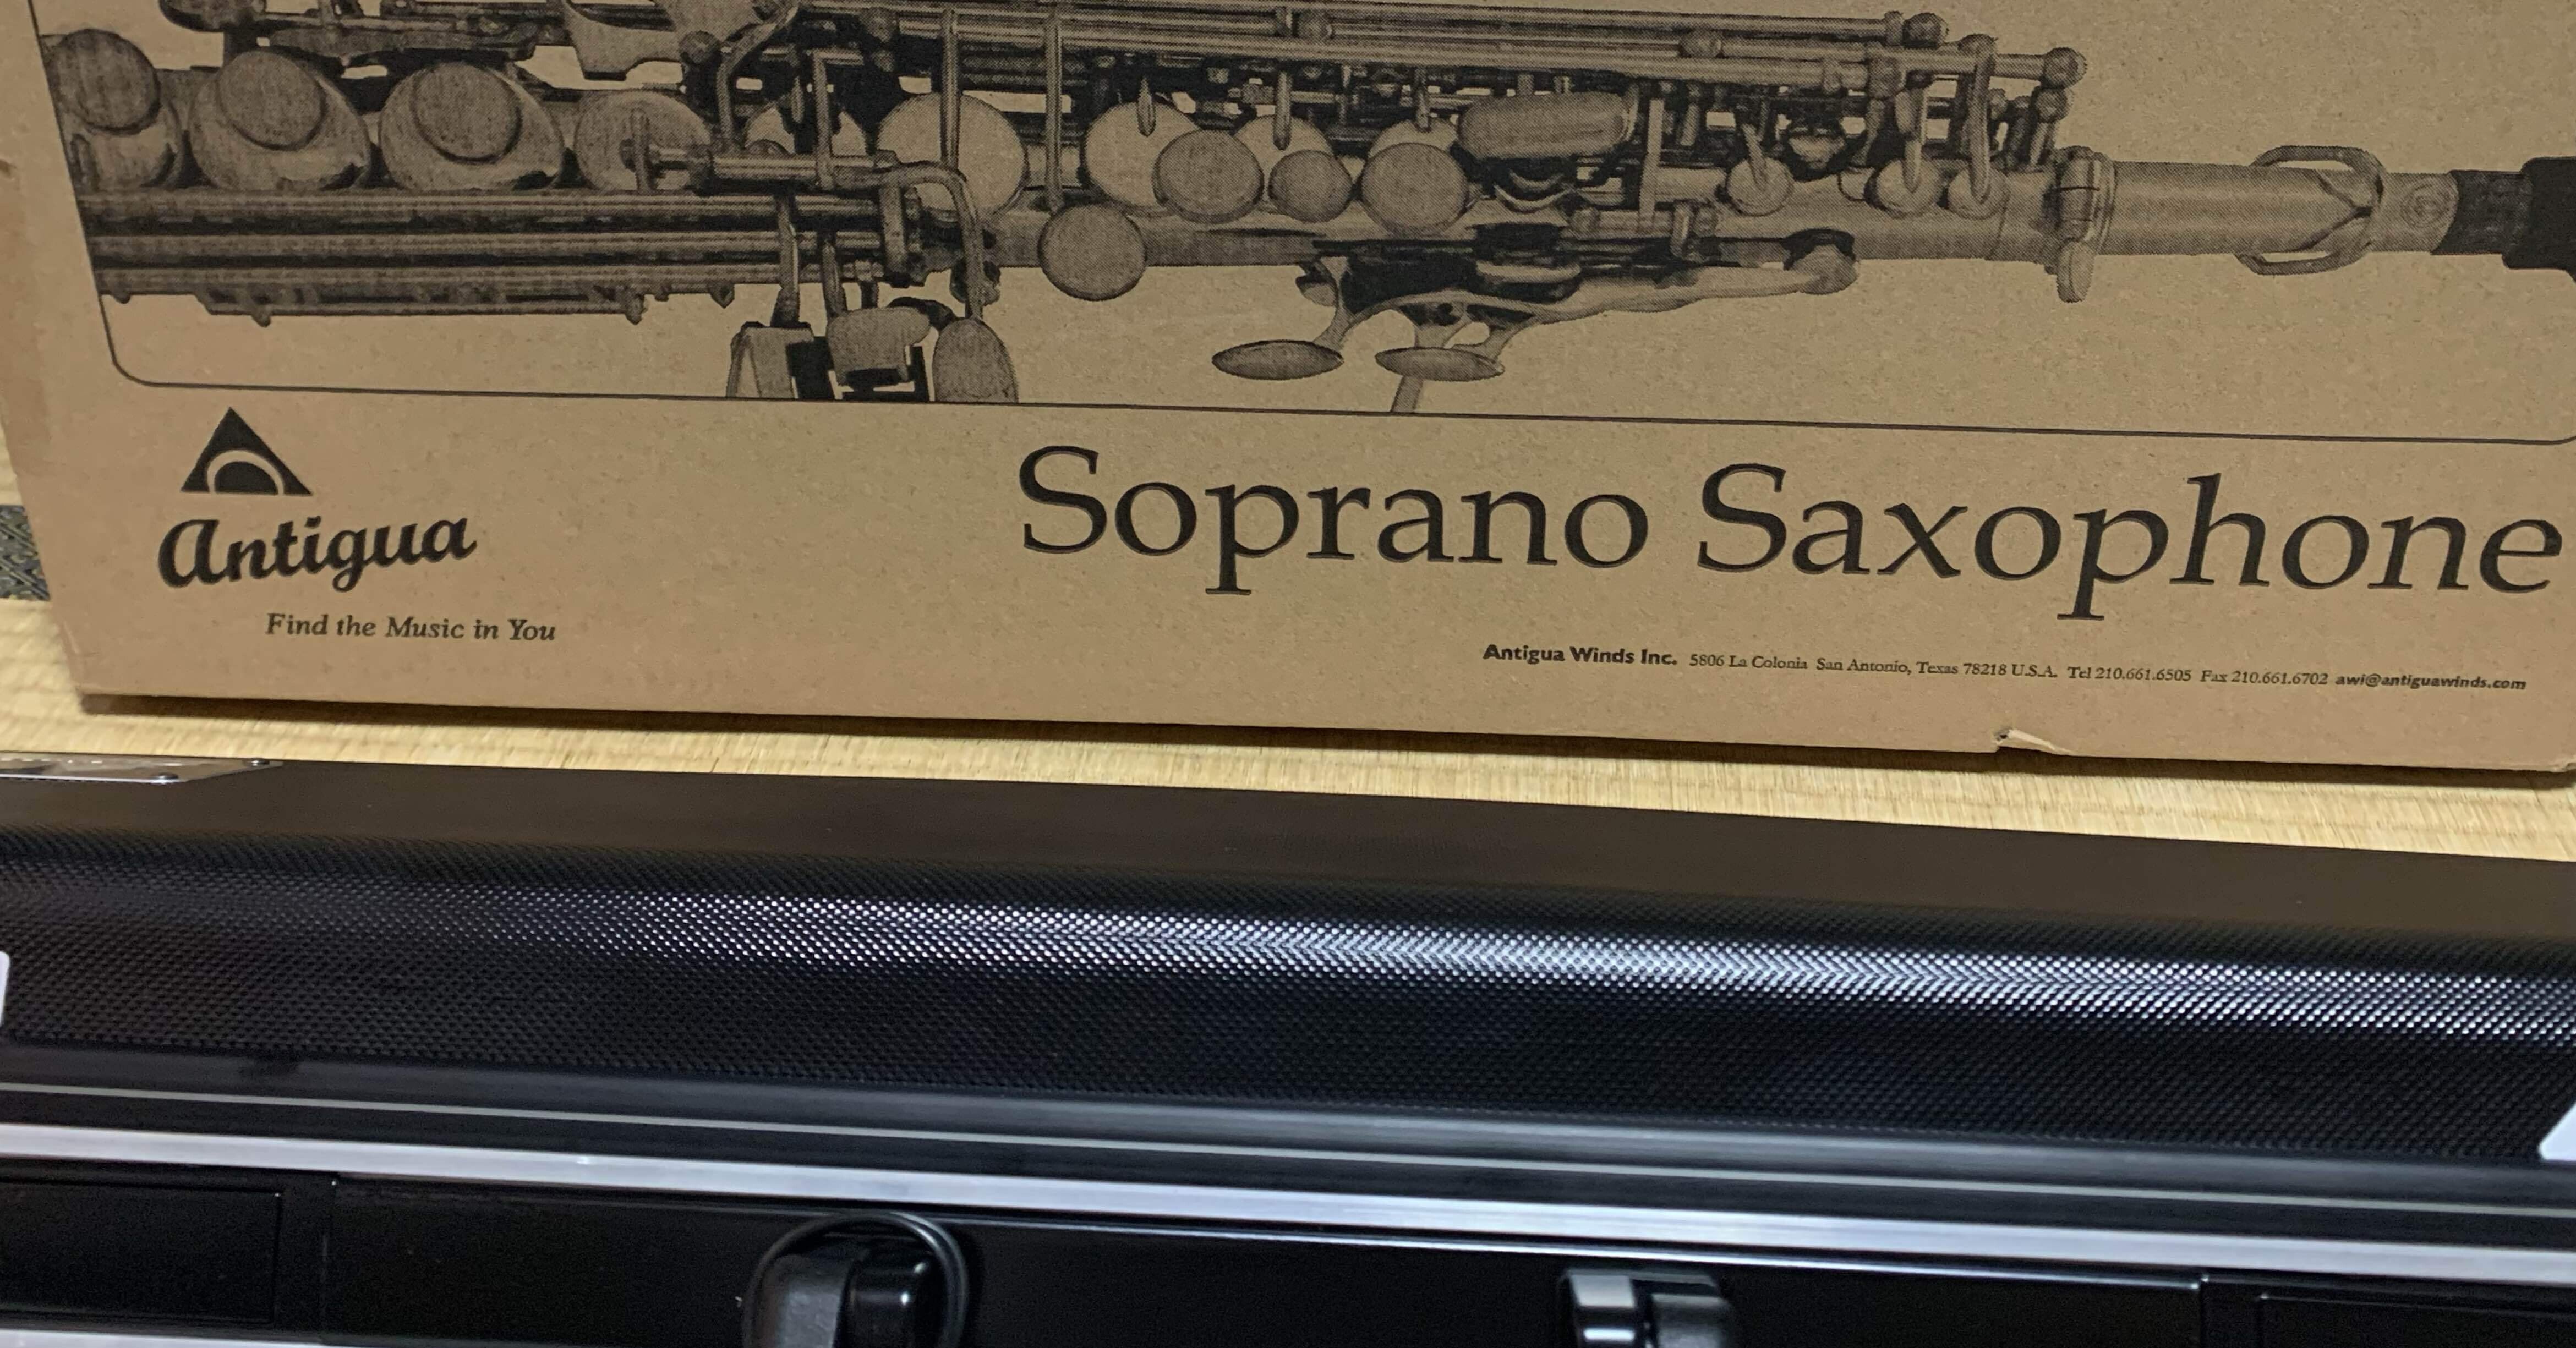 Antigua
Find the Music in You
Soprano Saxophone
Antigua Winds Inc. 5806 La Colonia San Antonio, Texas 78218 U.S.A. Tel 210.661.6505 Fax 210.661.6702 awi@antiguawinds.com